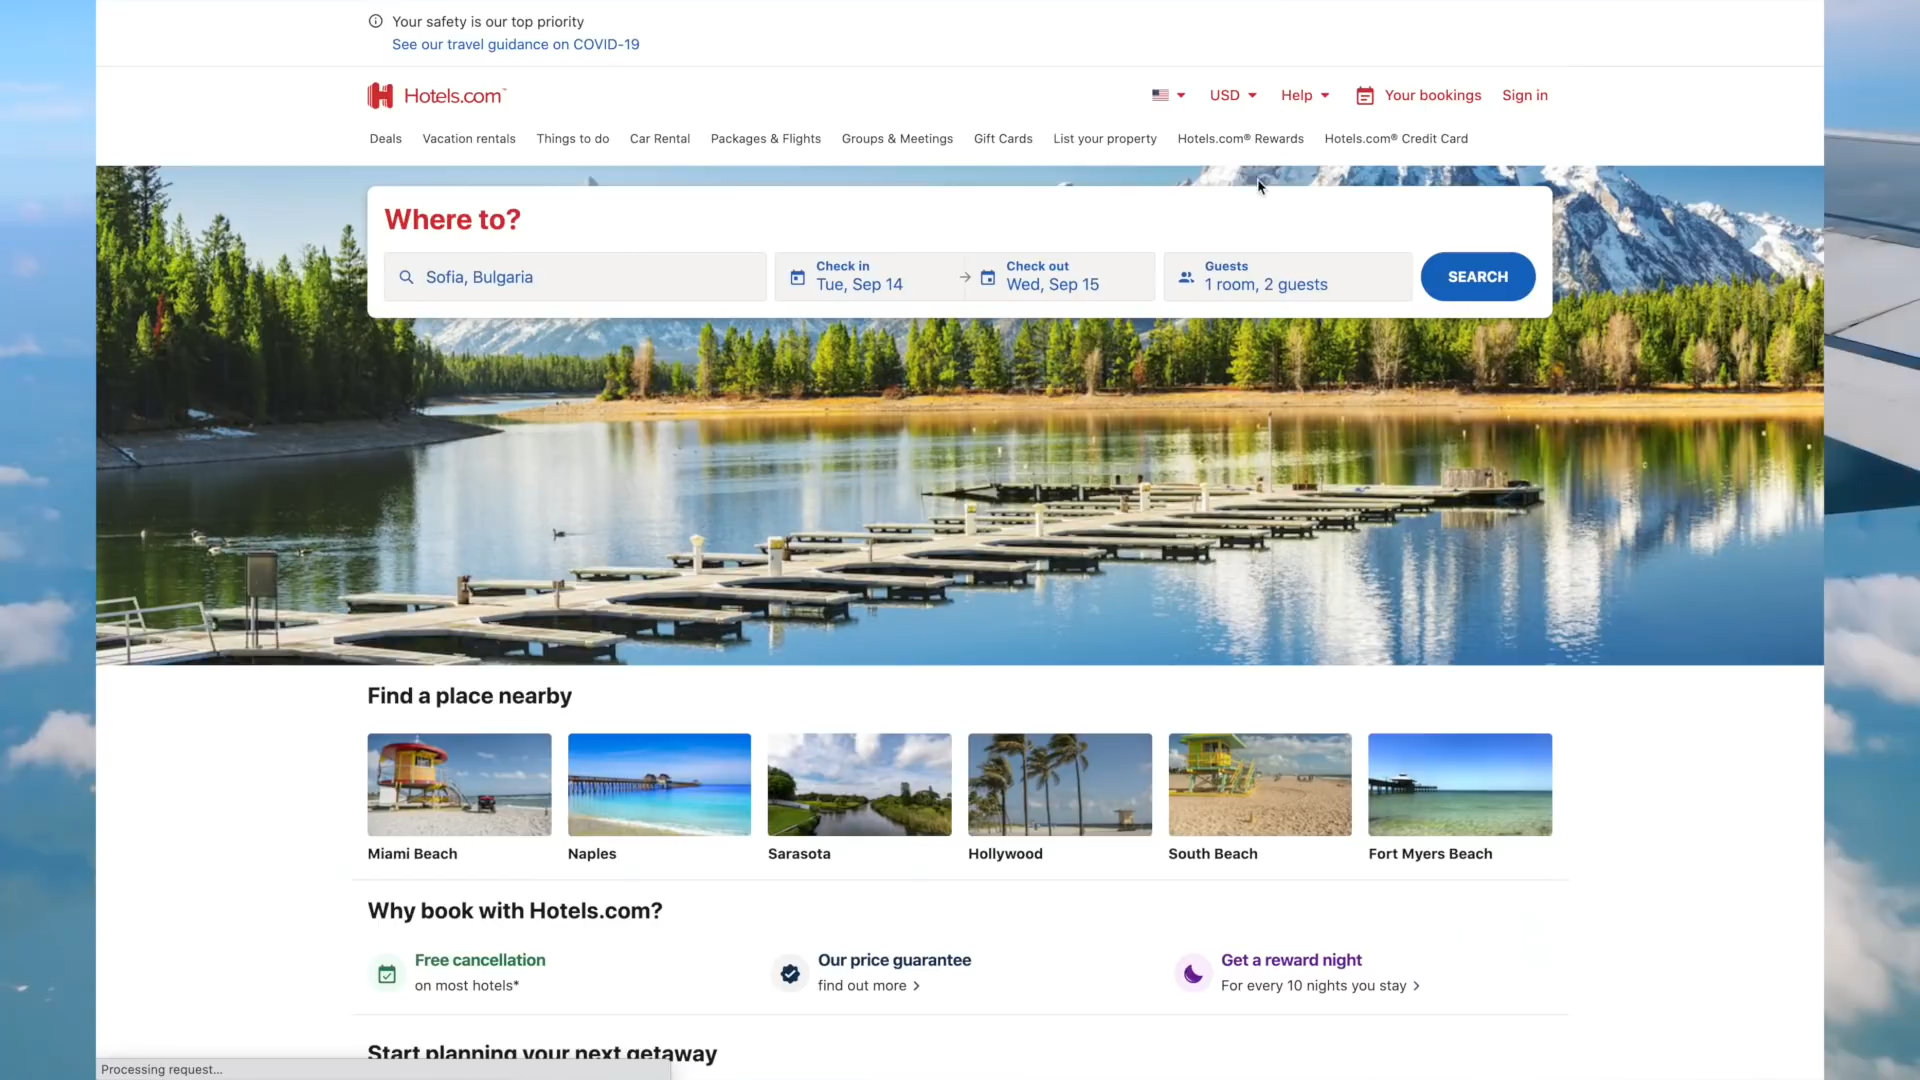 Your safety is our top priority
See our travel guidance on COVID-19
Hotels.com™
USD
Help
Your bookings
Sign in
Deals
Vacation rentals
Things to do
Car Rental
Packages & Flights
Groups & Meetings
Gift Cards
List your property
Hotels.com® Rewards
Hotels.com® Credit Card
Where to?
Sofia, Bulgaria
Check in
Tue, Sep 14
Check out
Wed, Sep 15
Guests
1 room, 2 guests
SEARCH
Find a place nearby
Miami Beach
Naples
Sarasota
Hollywood
South Beach
Fort Myers Beach
Why book with Hotels.com?
Free cancellation
on most hotels*
Our price guarantee
find out more
Get a reward night
For every 10 nights you stay
Start planning your next getaway
Processing request...